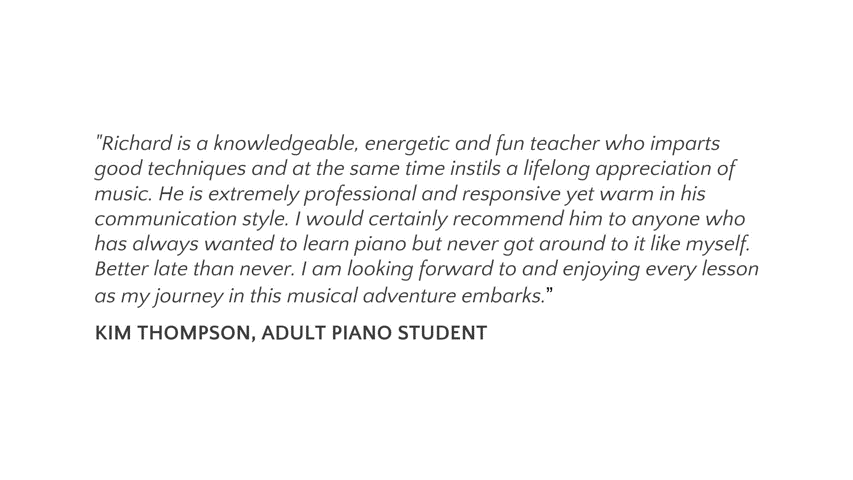 "Richard is a knowledgeable, energetic and fun teacher who imparts
good techniques and at the same time instils a lifelong appreciation of
music. He is extremely professional and responsive yet warm in his
communication style. I would certainly recommend him to anyone who
has always wanted to learn piano but never got around to it like myself.
Better late than never. I am looking forward to and enjoying every lesson
as my journey in this musical adventure embarks.”
KIM THOMPSON, ADULT PIANO STUDENT